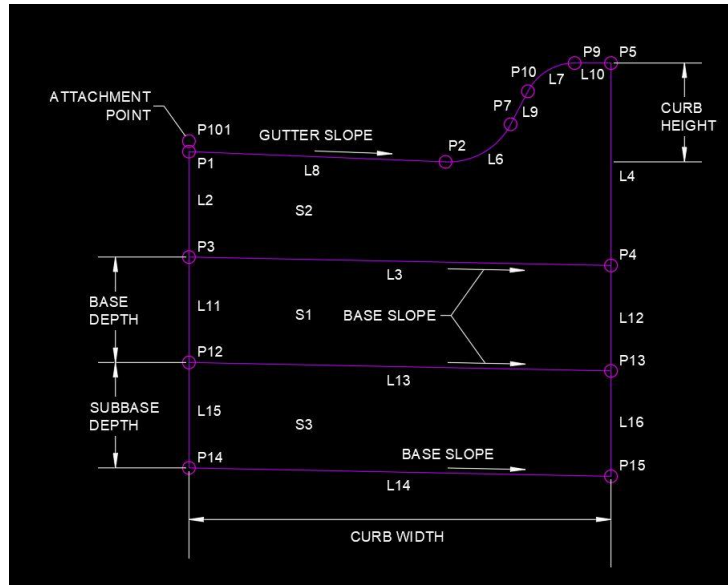 P9
P5
P10
L7
L10
ATTACHMENT
POINT
P101
GUTTER SLOPE
P7
L9
CURB
HEIGHT
P1
P2
L6
L8
L4
L2
S2
P3
P4
L3
BASE
DEPTH
L11
S1
BASE SLOPE
L12
P12
P13
L13
SUBBASE
DEPTH
L15
S3
L16
P14
BASE SLOPE
P15
L14
CURB WIDTH